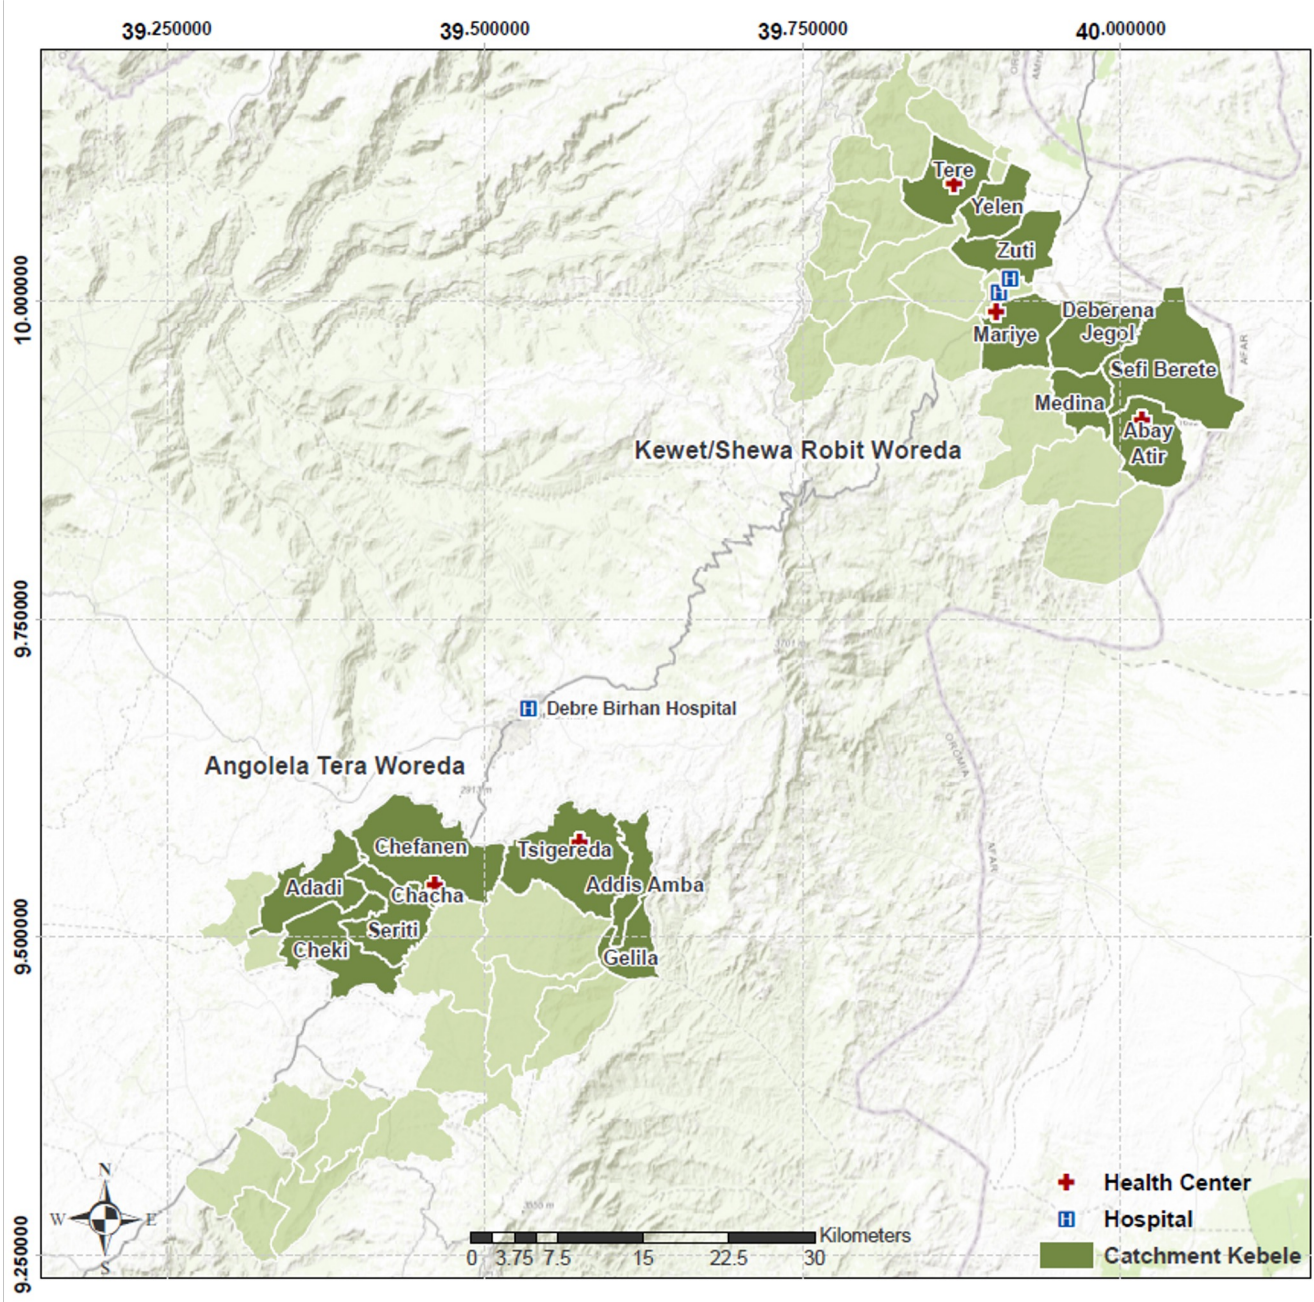 39.250000 39.500000 39.750000 40.000000
10.000000
9.750000
9.500000
9.250000
AFAR
Tere
Yelen
Zuti
H
H
Mariye
Deberena
Jegol
Sefi Berete
Medina
Abay
Atir
Kewet/Shewa Robit Woreda
H Debre Birhan Hospital
Angolela Tera Woreda
OROMIA
AFAR
Chefanen
Tsigereda
Adadi
Chacha
Addis Amba
Seriti
Cheki
Gelila
N
W E
S
Health Center
H Hospital
Catchment Kebele
Kilometers
0 3.75 7.5 15 22.5 30